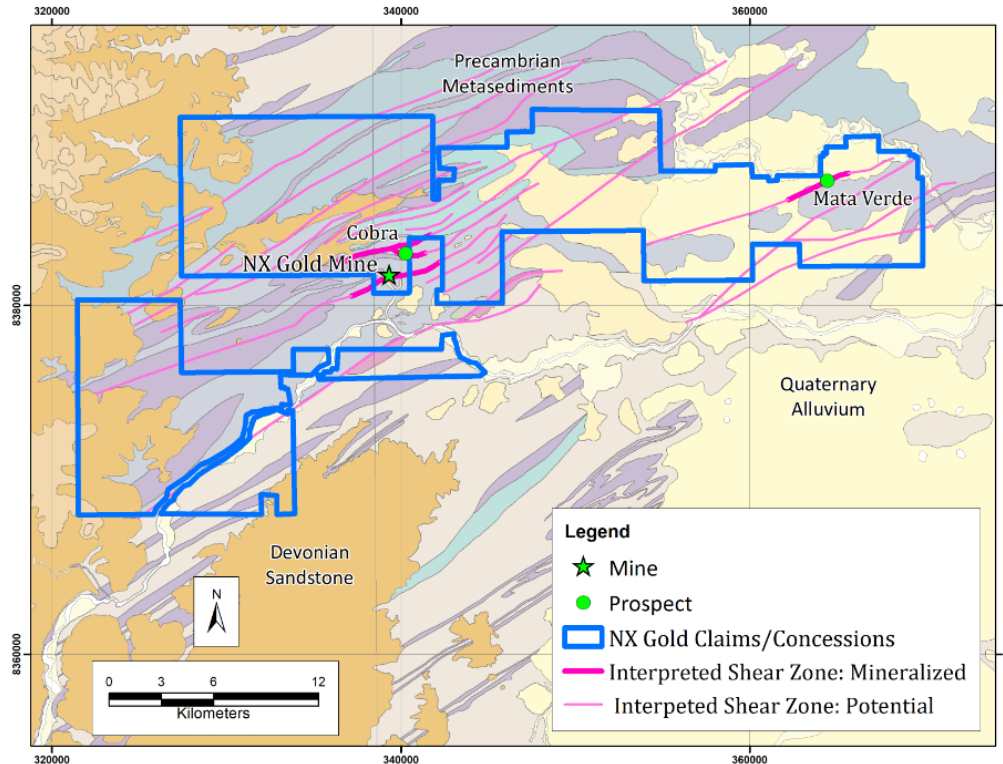 320000
340000
360000
Precambrian
Metasediments
Mata Verde
Cobra
NX Gold Mine
8380000
Quaternary
Alluvium
Devonian
Sandstone
N
0 3 6 12
Kilometers
Legend
Mine
Prospect
NX Gold Claims/Concessions
Interpreted Shear Zone: Mineralized
Interpeted Shear Zone: Potential
8360000
320000
340000
360000